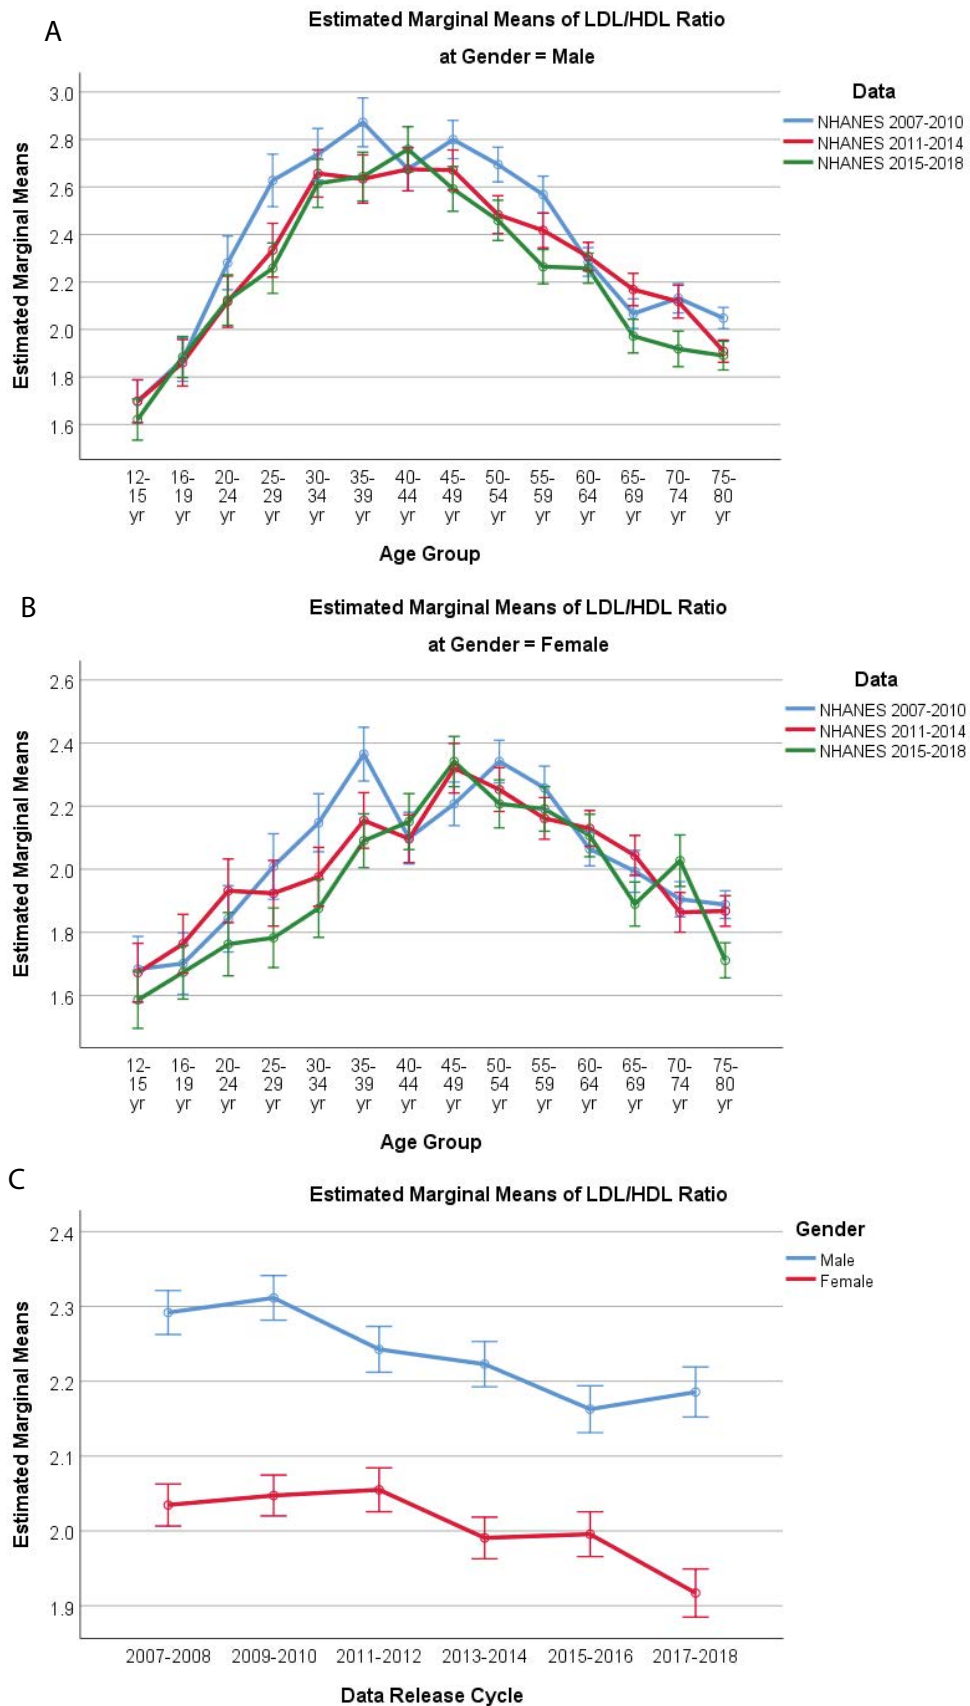 A
Estimated Marginal Means of LDL/HDL Ratio
at Gender = Male
Data
NHANES 2007-2010
NHANES 2011-2014
NHANES 2015-2018
Estimated Marginal Means
3.0
2.8
2.6
2.4
2.2
2.0
1.8
1.6
12- 16- 20- 25- 30- 35- 40- 45- 50- 55- 60- 65- 70- 75-
15 19 24 29 34 39 44 49 54 59 64 69 74 80
yr yr yr yr yr yr yr yr yr yr yr yr yr yr
Age Group
B
Estimated Marginal Means of LDL/HDL Ratio
at Gender = Female
Data
NHANES 2007-2010
NHANES 2011-2014
NHANES 2015-2018
Estimated Marginal Means
2.6
2.4
2.2
2.0
1.8
1.6
12- 16- 20- 25- 30- 35- 40- 45- 50- 55- 60- 65- 70- 75-
15 19 24 29 34 39 44 49 54 59 64 69 74 80
yr yr yr yr yr yr yr yr yr yr yr yr yr yr
Age Group
C
Estimated Marginal Means of LDL/HDL Ratio
Gender
Male
Female
Estimated Marginal Means
2.4
2.3
2.2
2.1
2.0
1.9
2007-2008 2009-2010 2011-2012 2013-2014 2015-2016 2017-2018
Data Release Cycle